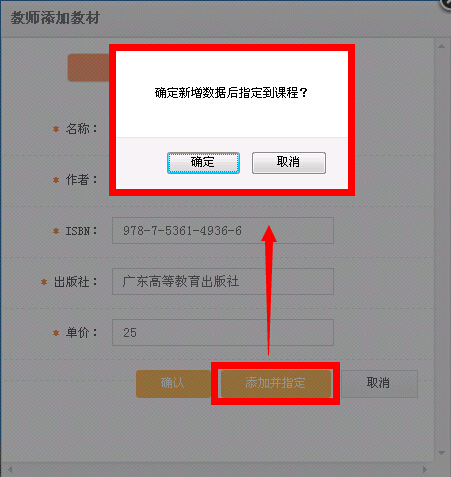 教师添加教材
确定新增数据后指定到课程？
确定 取消
* 名称：
* 作者：
* ISBN： 978-7-5361-4936-6
* 出版社： 广东高等教育出版社
* 单价： 25
确认 添加并指定 取消